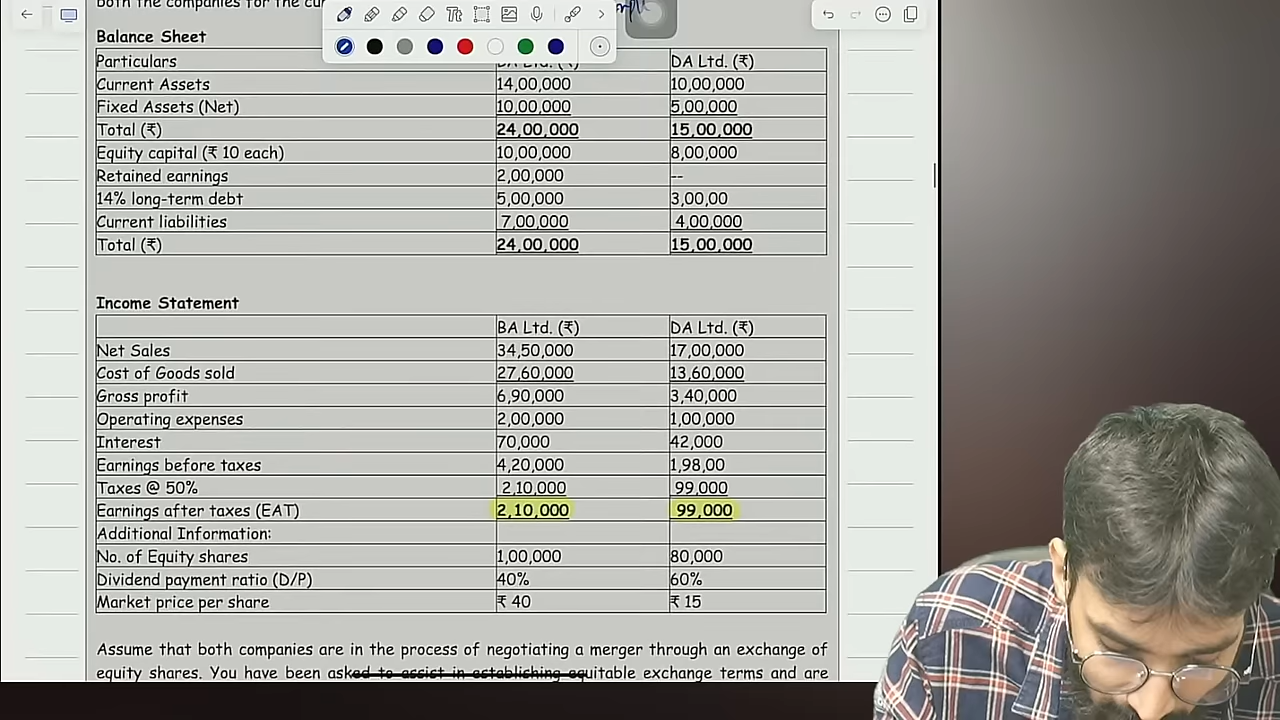 both the companies for the cu
Balance Sheet
Particulars BA Ltd. (₹) DA Ltd. (₹)
Current Assets 14,00,000 10,00,000
Fixed Assets (Net) 10,00,000 5,00,000
Total (₹) 24,00,000 15,00,000
Equity capital (₹ 10 each) 10,00,000 8,00,000
Retained earnings 2,00,000 --
14% long-term debt 5,00,000 3,00,00
Current liabilities 7,00,000 4,00,000
Total (₹) 24,00,000 15,00,000
Income Statement
BA Ltd. (₹) DA Ltd. (₹)
Net Sales 34,50,000 17,00,000
Cost of Goods sold 27,60,000 13,60,000
Gross profit 6,90,000 3,40,000
Operating expenses 2,00,000 1,00,000
Interest 70,000 42,000
Earnings before taxes 4,20,000 1,98,00
Taxes @ 50% 2,10,000 99,000
Earnings after taxes (EAT) 2,10,000 99,000
Additional Information:
No. of Equity shares 1,00,000 80,000
Dividend payment ratio (D/P) 40% 60%
Market price per share ₹ 40 ₹ 15
Assume that both companies are in the process of negotiating a merger through an exchange of
equity shares. You have been asked to assist in establishing equitable exchange terms and are